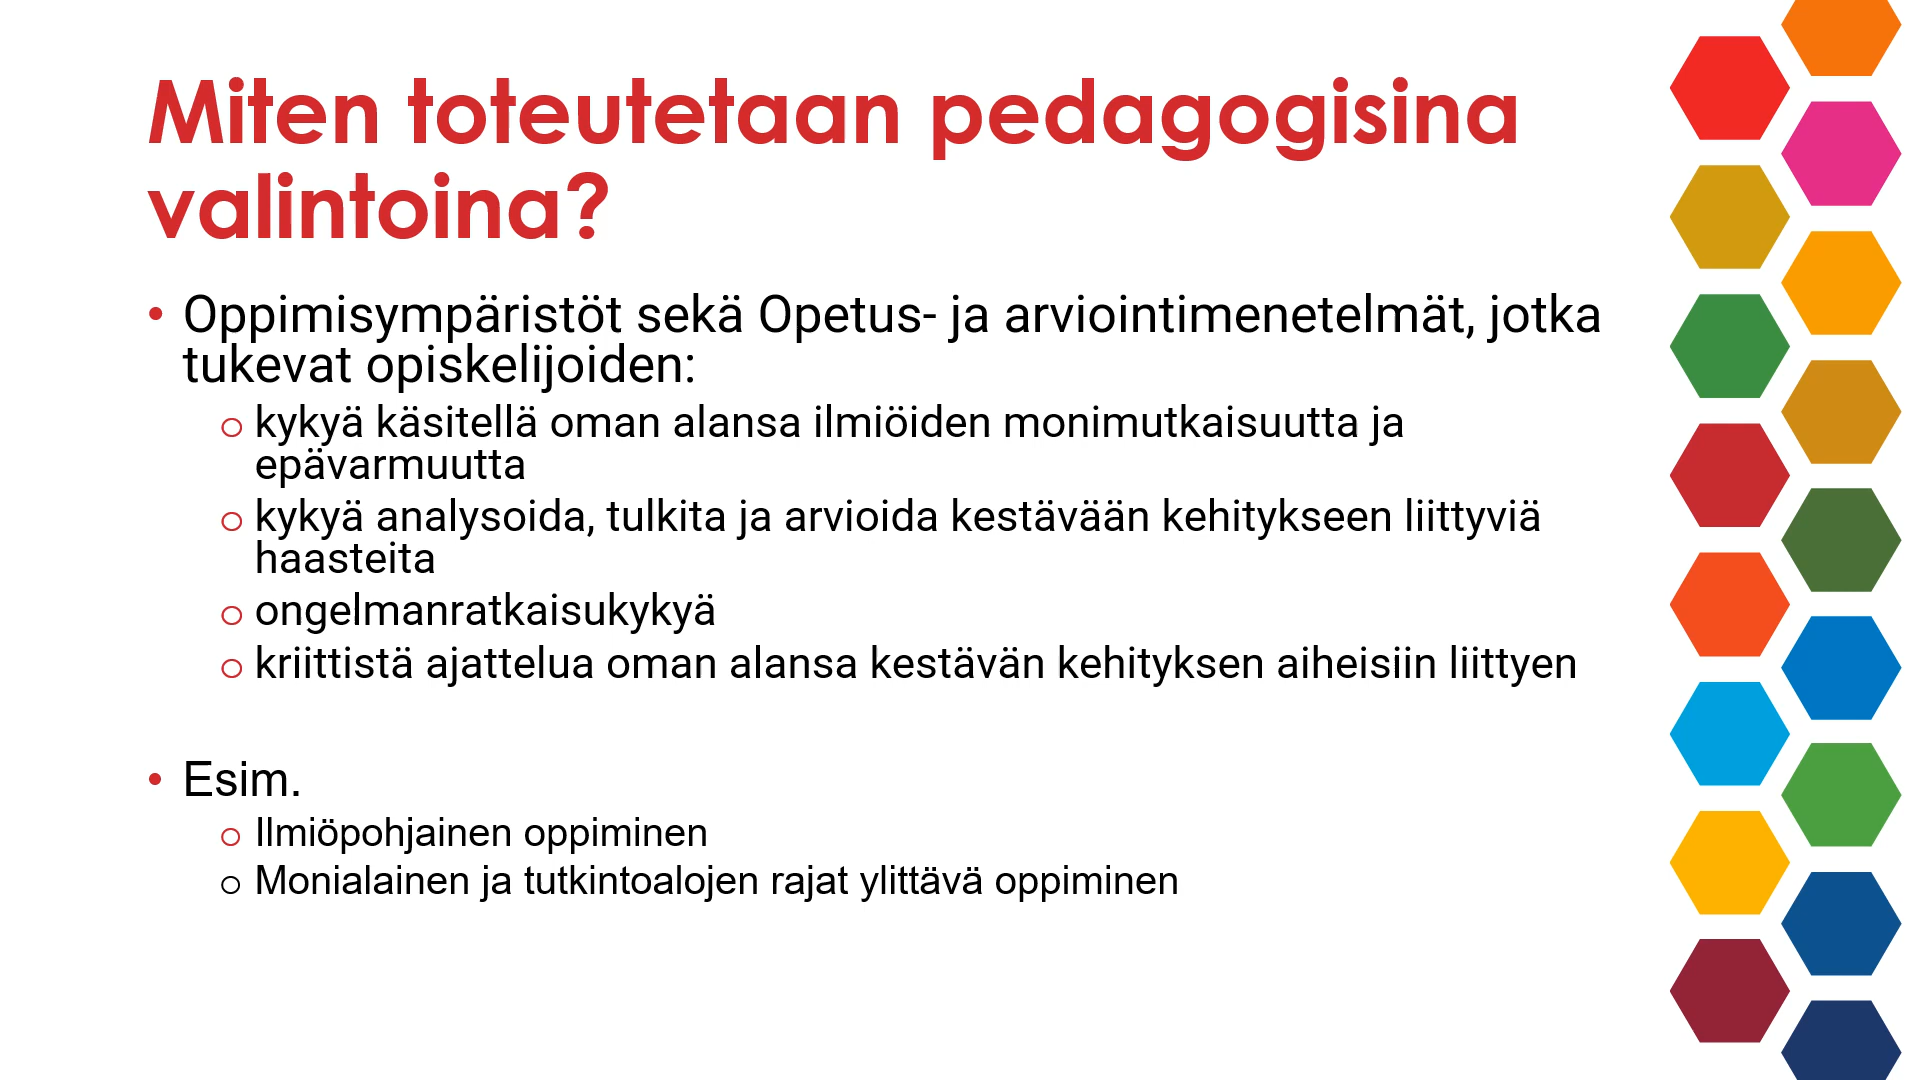 Miten toteutetaan pedagogisina
valintoina?
• Oppimisympäristöt sekä Opetus- ja arviointimenetelmät, jotka
tukevat opiskelijoiden:
o kykyä käsitellä oman alansa ilmiöiden monimutkaisuutta ja
epävarmuutta
o kykyä analysoida, tulkita ja arvioida kestävään kehitykseen liittyviä
haasteita
o ongelmanratkaisukykyä
o kriittistä ajattelua oman alansa kestävän kehityksen aiheisiin liittyen
• Esim.
o Ilmiöpohjainen oppiminen
o Monialainen ja tutkintoalojen rajat ylittävä oppiminen